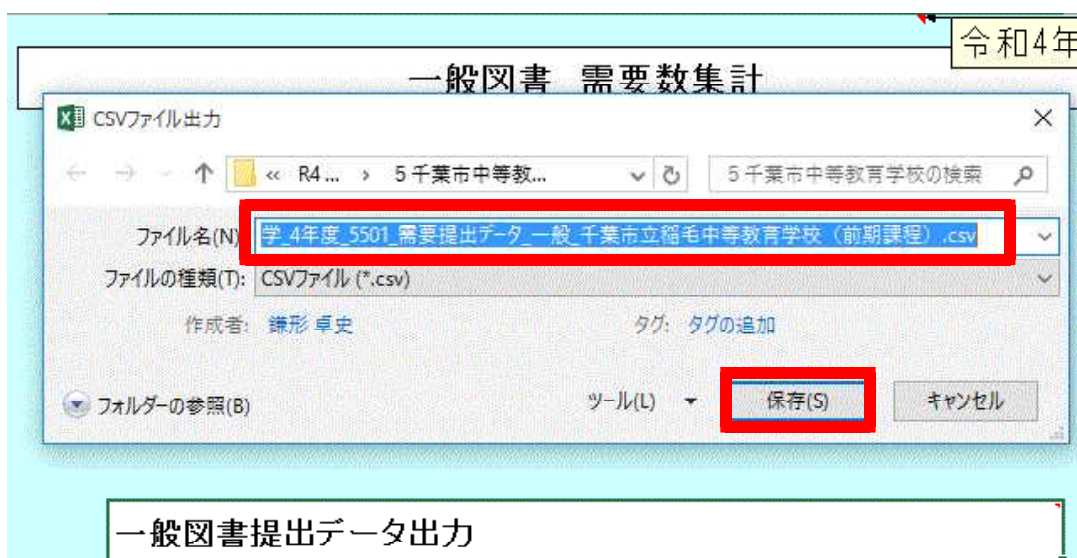 令和4年
一般図書 需要数集計
CSVファイル出力
« R4... › 5千葉市中等教... 5千葉市中等教育学校の検索
ファイル名(N) 学_4年度_5501_需要提出データ_一般_千葉市立稲毛中等教育学校（前期課程）.csv
ファイルの種類(T): CSVファイル (*.csv)
作成者: 鎌形 卓史 タグ: タグの追加
フォルダーの参照(B) ツール(L) 保存(S) キャンセル
一般図書提出データ出力